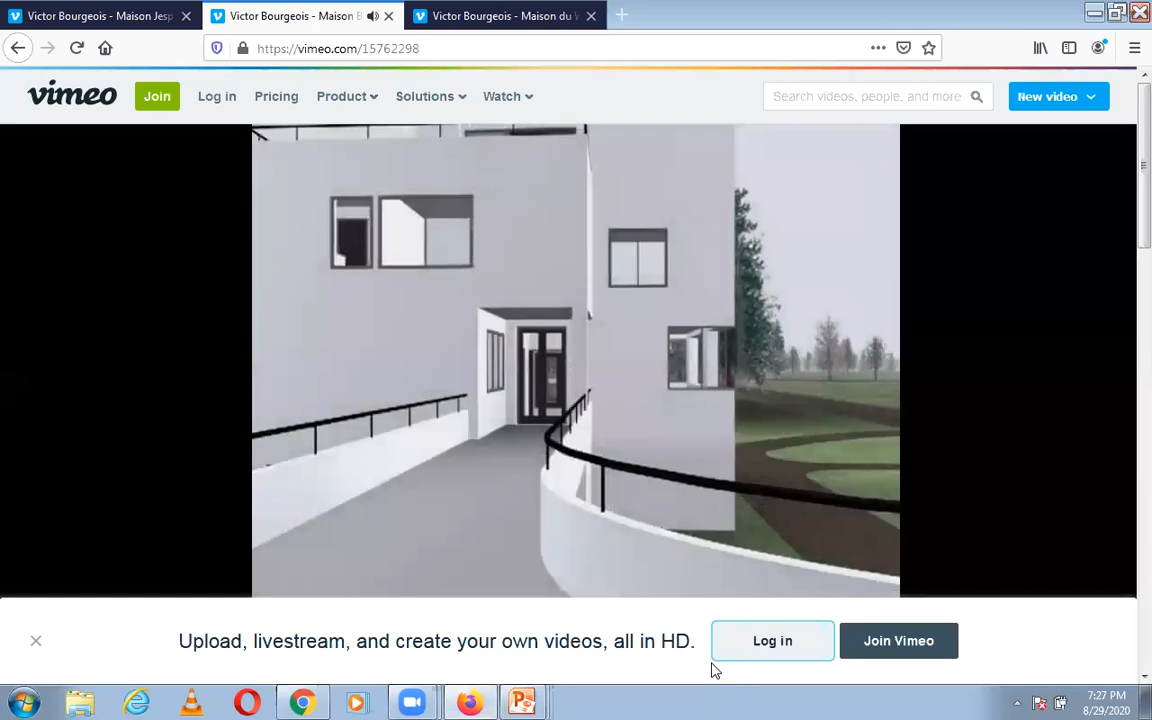 Victor Bourgeois - Maison Jesp
Victor Bourgeois - Maison B
Victor Bourgeois - Maison du V
https://vimeo.com/15762298
vimeo
Join
Log in
Pricing
Product
Solutions
Watch
Search videos, people, and more
New video
Upload, livestream, and create your own videos, all in HD.
Log in
Join Vimeo
7:27 PM
8/29/2020